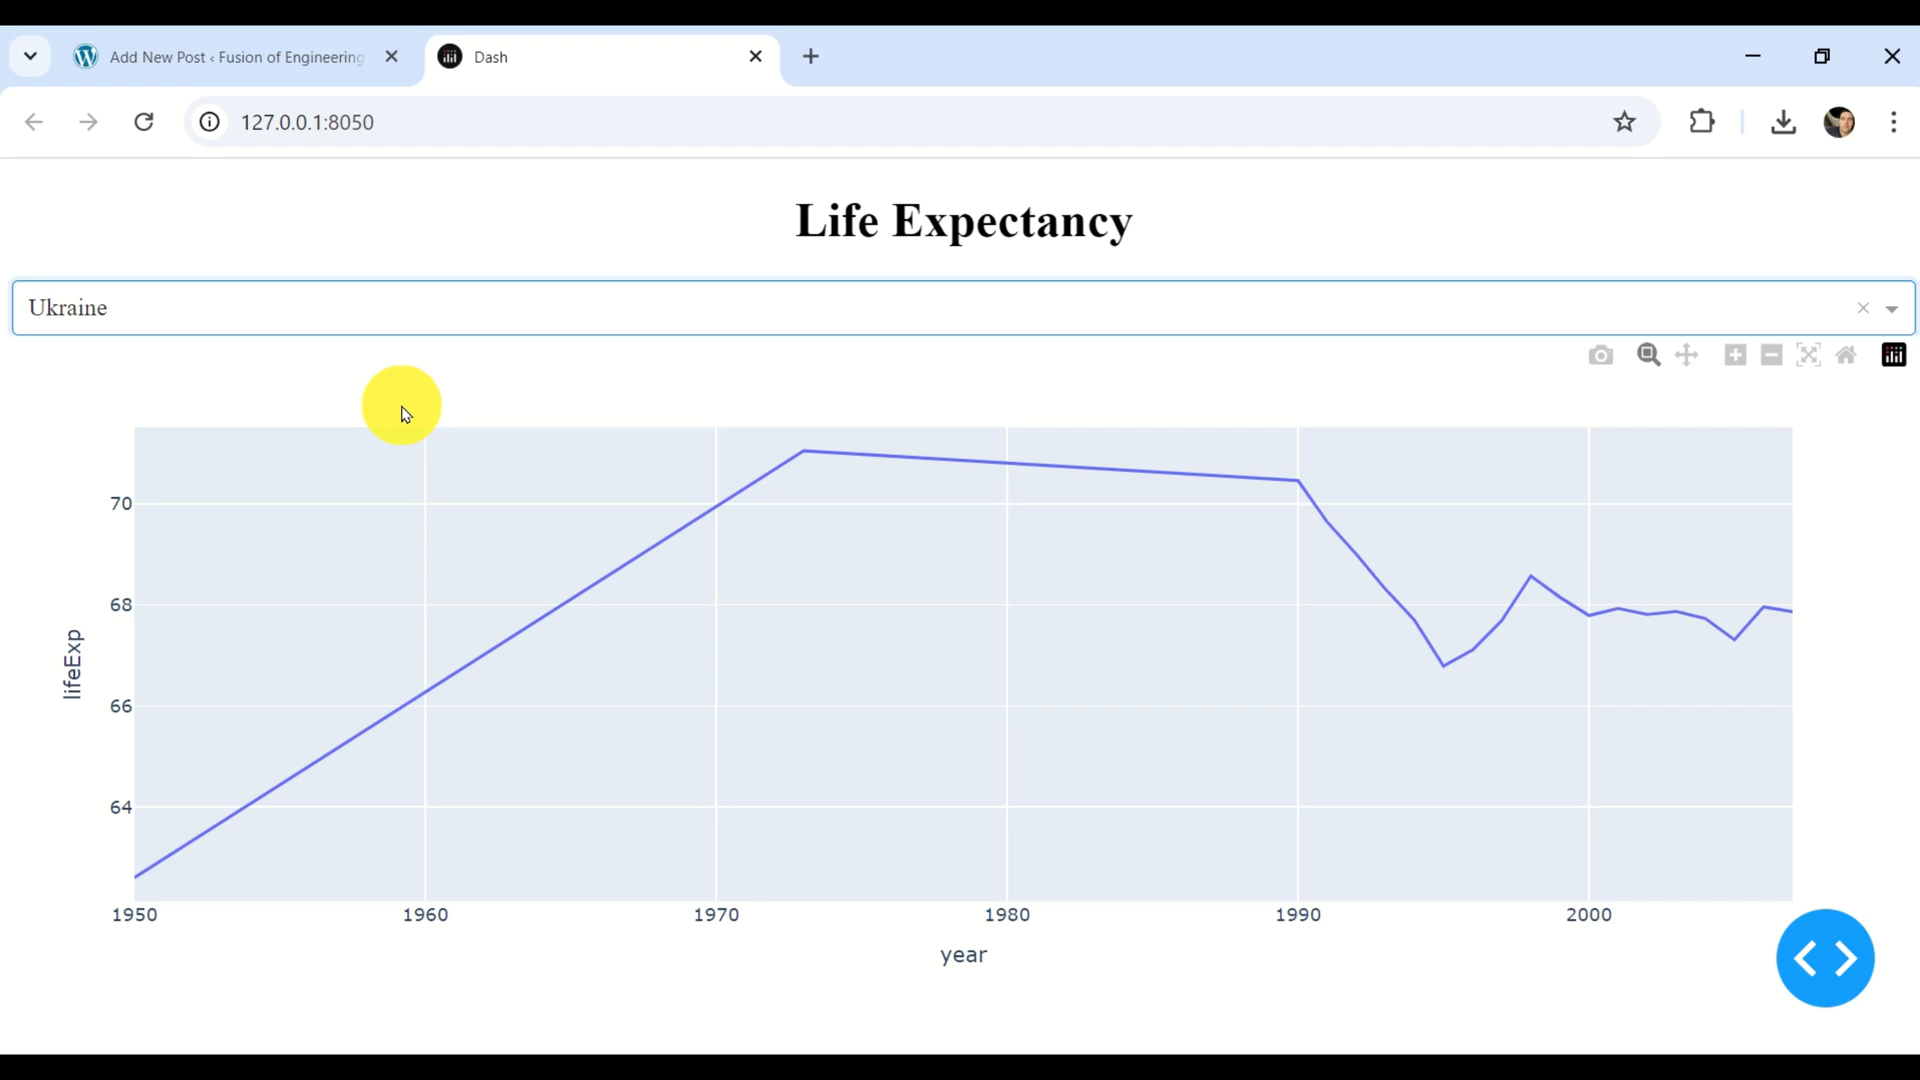 Add New Post ‹ Fusion of Engineering
Dash
127.0.0.1:8050
Life Expectancy
Ukraine
70
68
66
64
lifeExp
1950 1960 1970 1980 1990 2000
year